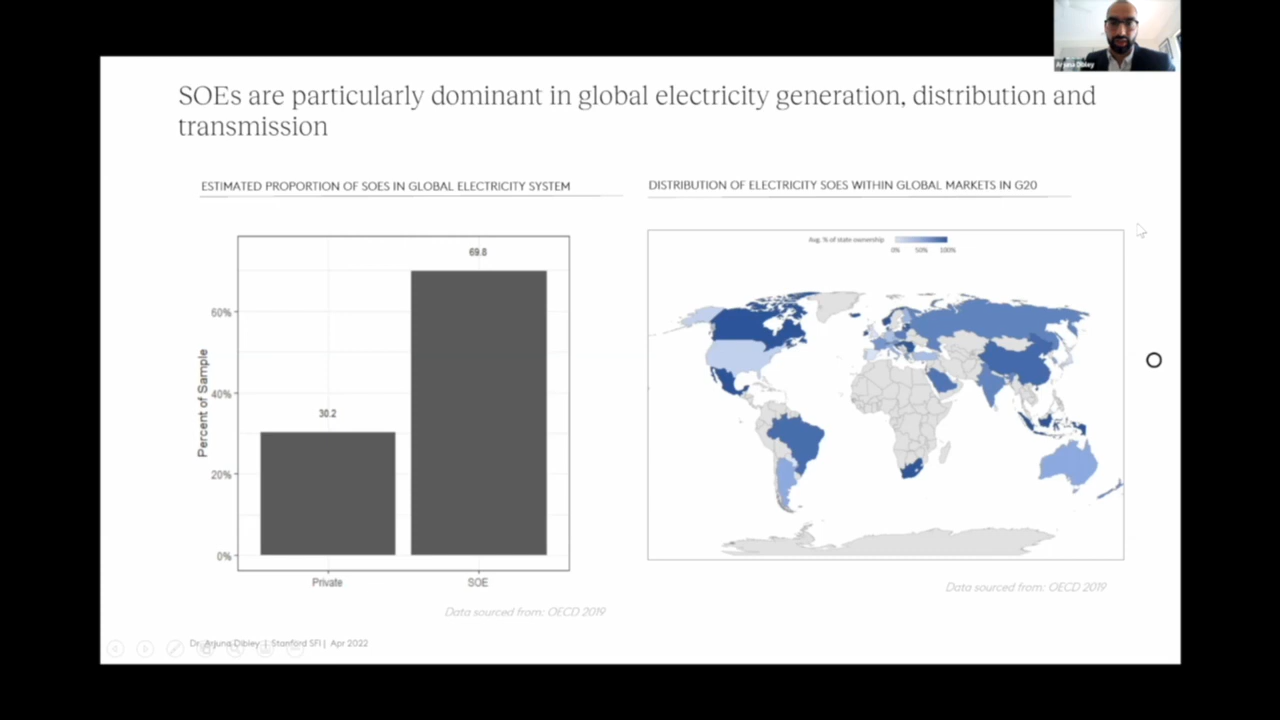 Arjuna Dibley
SOEs are particularly dominant in global electricity generation, distribution and
transmission
ESTIMATED PROPORTION OF SOES IN GLOBAL ELECTRICITY SYSTEM
Percent of Sample
60%
40%
20%
0%
30.2
69.8
Private
SOE
Data sourced from: OECD 2019
DISTRIBUTION OF ELECTRICITY SOES WITHIN GLOBAL MARKETS IN G20
Avg. % of state ownership
0% 50% 100%
Data sourced from: OECD 2019
Dr. Arjuna Dibley | Stanford SFI | Apr 2022